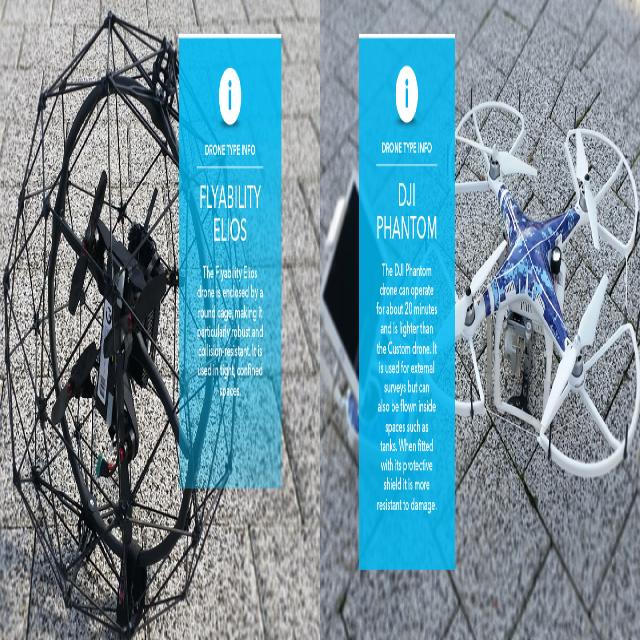 i
DRONE TYPE INFO
FLYABILITY
ELIOS
The Flyability Elios
drone is enclosed by a
round cage, making it
particularly robust and
collision-resistant. It is
used in tight, confined
spaces.
i
DRONE TYPE INFO
DJI
PHANTOM
The DJI Phantom
drone can operate
for about 20 minutes
and is lighter than
the Custom drone. It
is used for external
surveys but can
also be flown inside
spaces such as
tanks. When fitted
with its protective
shield it is more
resistant to damage.